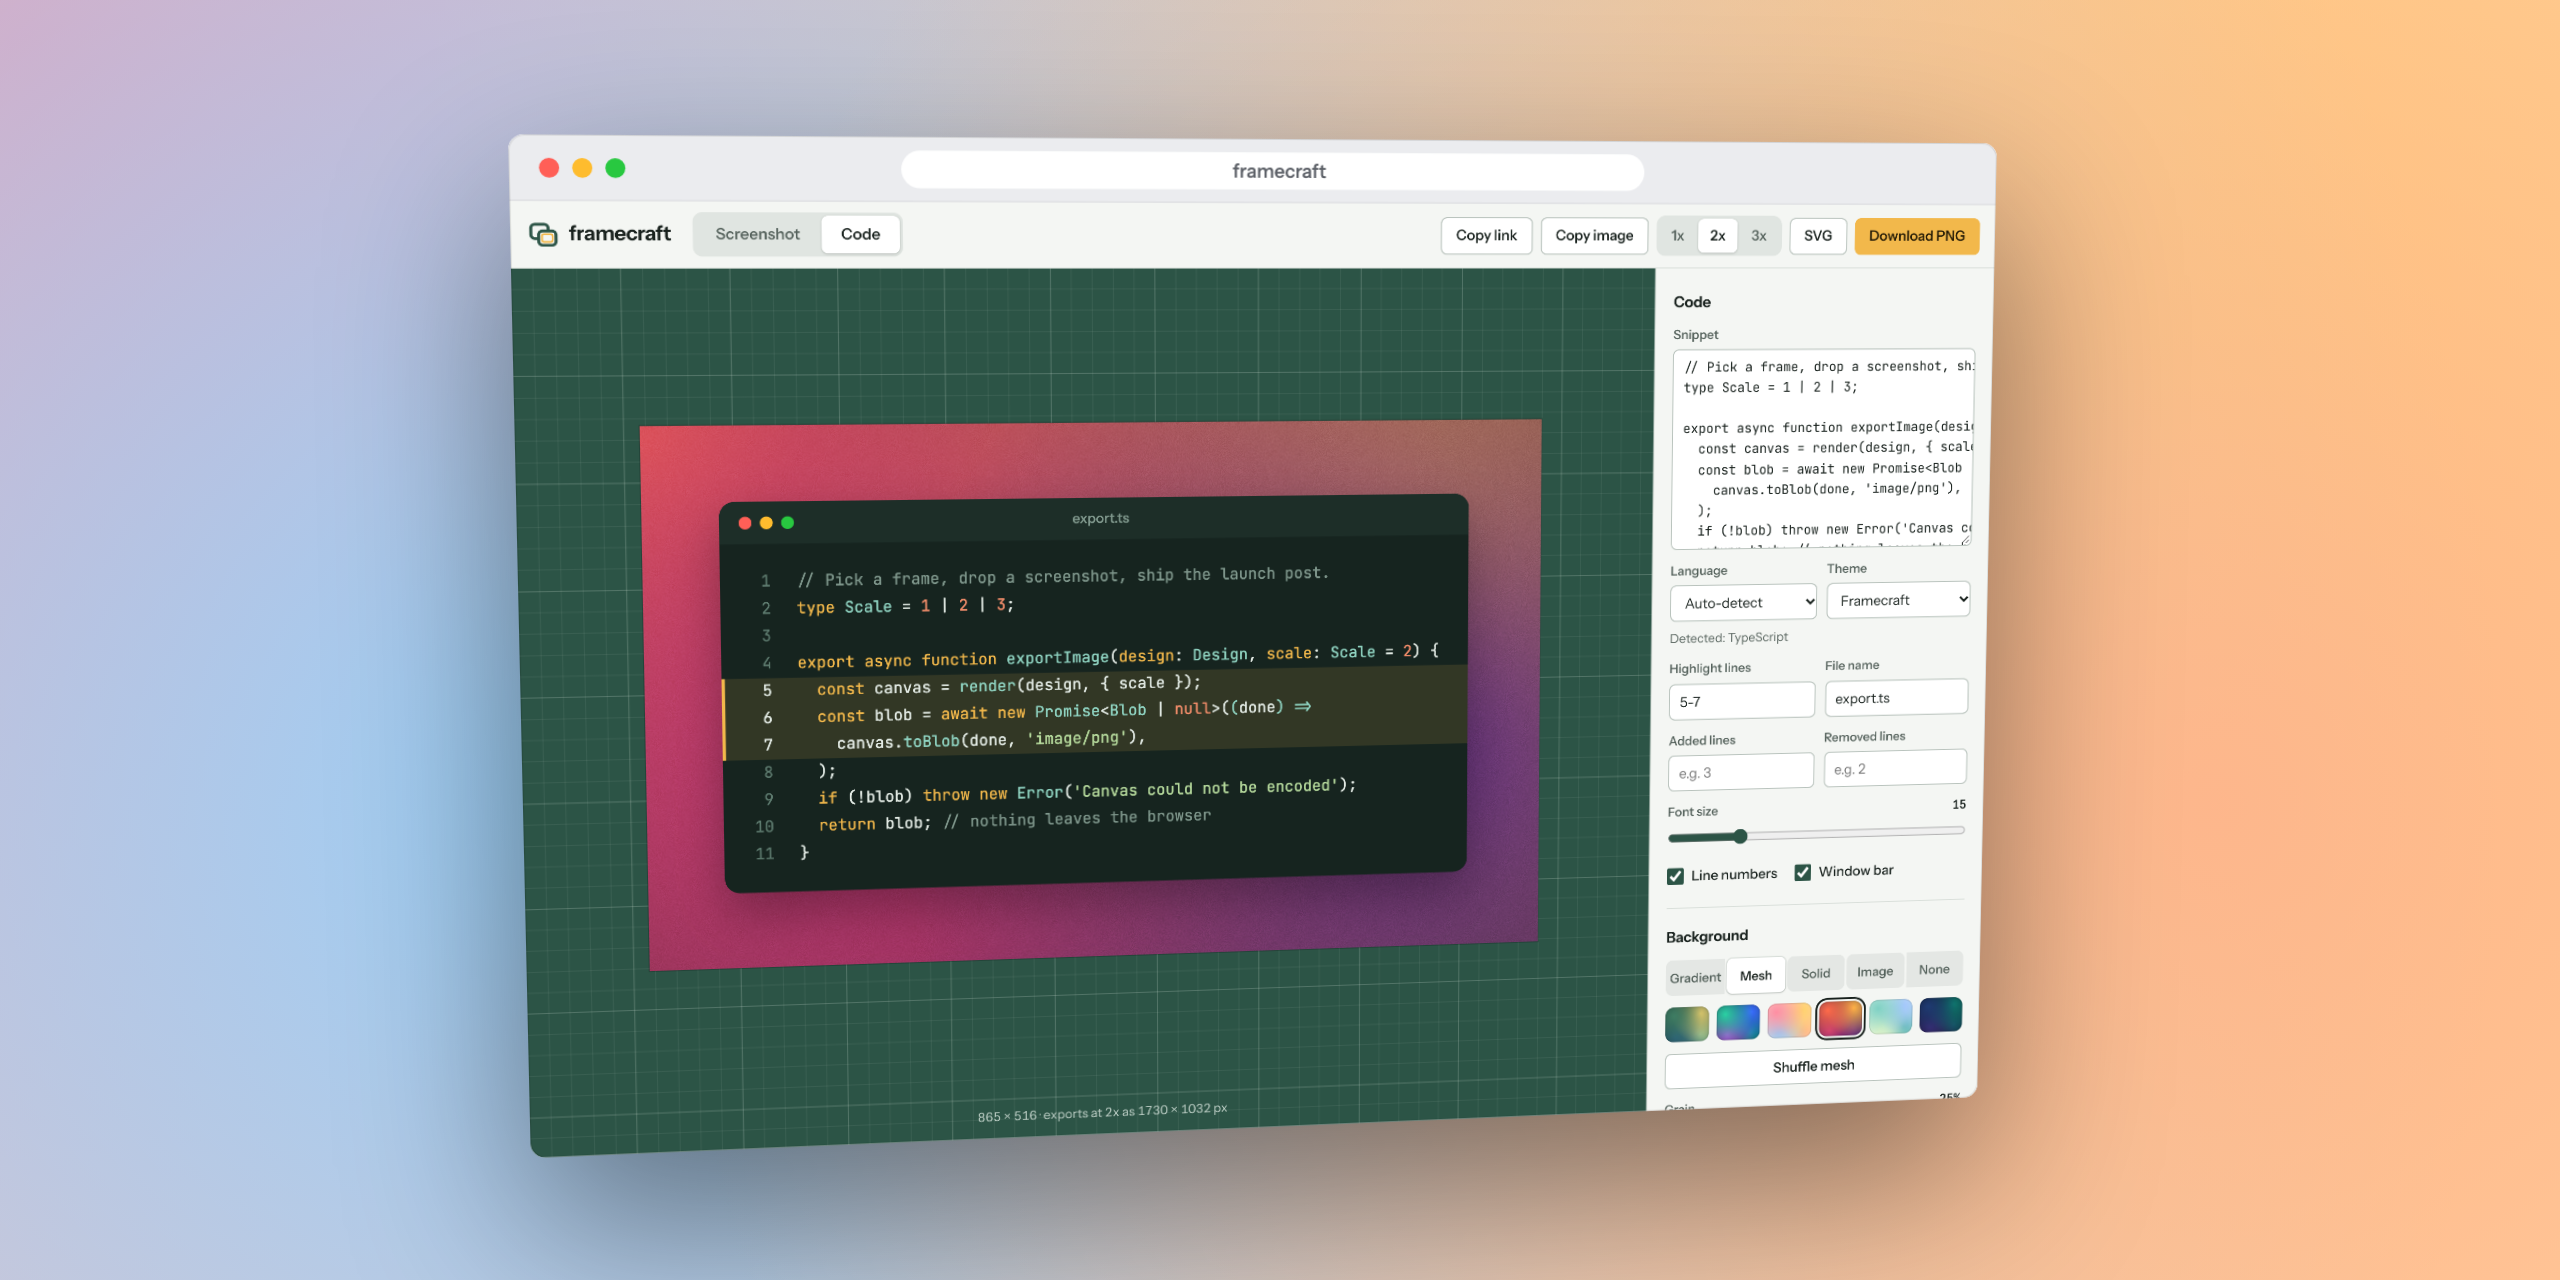 framecraft
framecraft
Screenshot
Code
Copy link
Copy image
1x
2x
3x
SVG
Download PNG
export.ts
1 // Pick a frame, drop a screenshot, ship the launch post.
2 type Scale = 1 | 2 | 3;
3
4 export async function exportImage(design: Design, scale: Scale = 2) {
5 const canvas = render(design, { scale });
6 const blob = await new Promise<Blob | null>((done) =>
7 canvas.toBlob(done, 'image/png'),
8 );
9 if (!blob) throw new Error('Canvas could not be encoded');
10 return blob; // nothing leaves the browser
11 }
865 × 516 · exports at 2x as 1730 × 1032 px
Code
Snippet
// Pick a frame, drop a screenshot, shi
type Scale = 1 | 2 | 3;
export async function exportImage(desig
const canvas = render(design, { scale
const blob = await new Promise<Blob
canvas.toBlob(done, 'image/png'),
);
if (!blob) throw new Error('Canvas co
Language
Theme
Auto-detect
Framecraft
Detected: TypeScript
Highlight lines
File name
5-7
export.ts
Added lines
Removed lines
e.g. 3
e.g. 2
Font size
15
Line numbers
Window bar
Background
Gradient
Mesh
Solid
Image
None
Shuffle mesh
Grain
25%